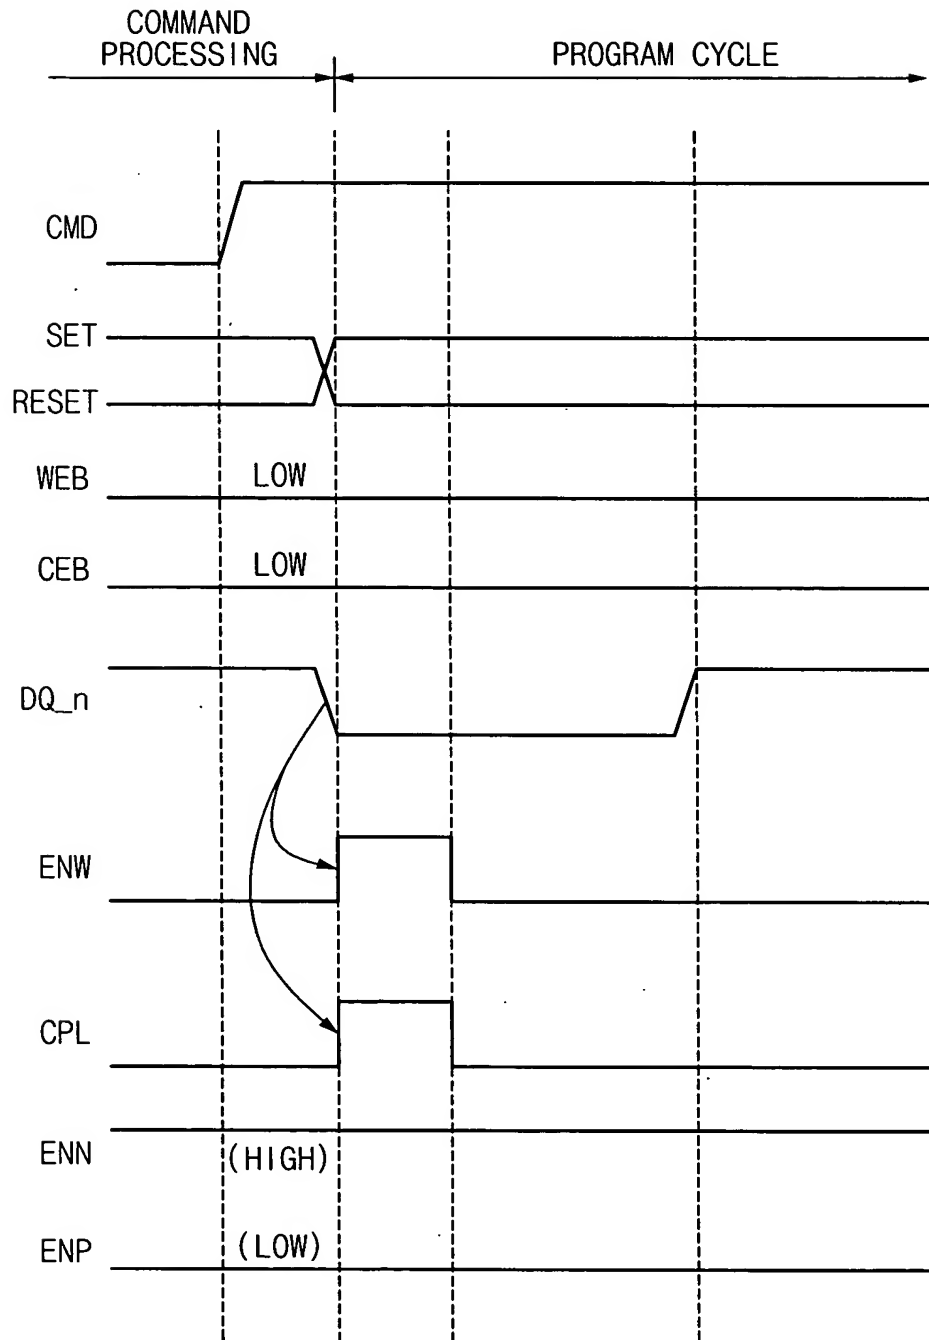 COMMAND
PROCESSING
PROGRAM CYCLE
CMD
SET
RESET
WEB LOW
CEB LOW
DQ_n
ENW
CPL
ENN (HIGH)
ENP (LOW)